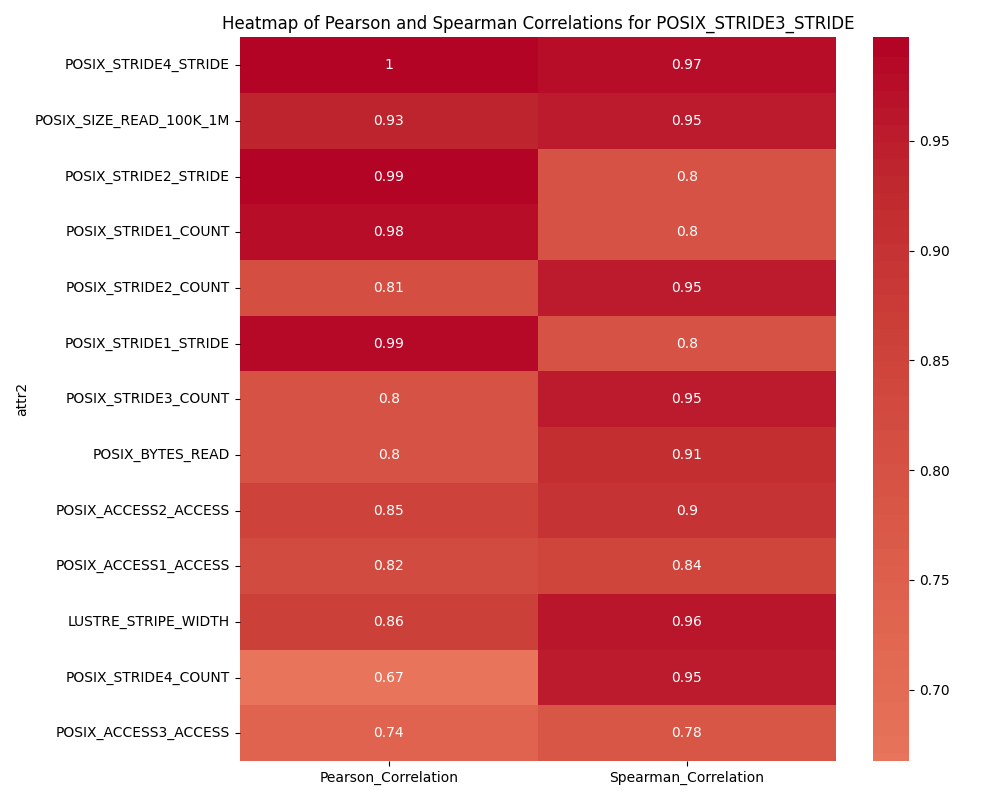 Heatmap of Pearson and Spearman Correlations for POSIX_STRIDE3_STRIDE
POSIX_STRIDE4_STRIDE 1 0.97
POSIX_SIZE_READ_100K_1M 0.93 0.95
POSIX_STRIDE2_STRIDE 0.99 0.8
POSIX_STRIDE1_COUNT 0.98 0.8
POSIX_STRIDE2_COUNT 0.81 0.95
POSIX_STRIDE1_STRIDE 0.99 0.8
POSIX_STRIDE3_COUNT 0.8 0.95
POSIX_BYTES_READ 0.8 0.91
POSIX_ACCESS2_ACCESS 0.85 0.9
POSIX_ACCESS1_ACCESS 0.82 0.84
LUSTRE_STRIPE_WIDTH 0.86 0.96
POSIX_STRIDE4_COUNT 0.67 0.95
POSIX_ACCESS3_ACCESS 0.74 0.78
attr2
Pearson_Correlation Spearman_Correlation
0.95
0.90
0.85
0.80
0.75
0.70